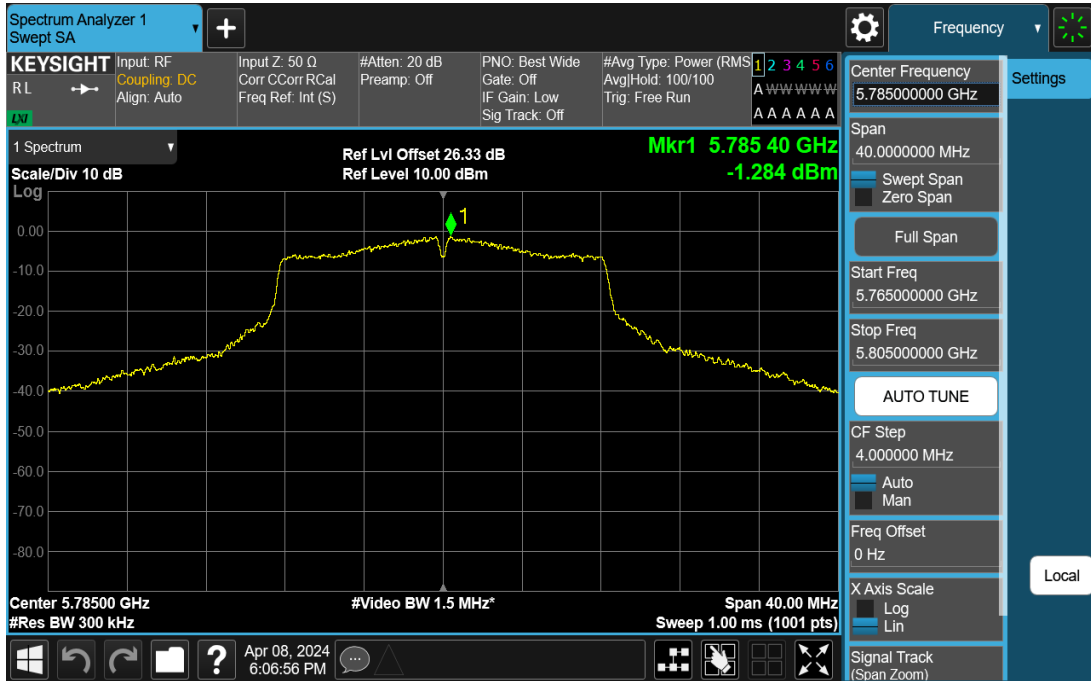 Spectrum Analyzer 1
Swept SA
Frequency
KEYSIGHT
RL
LXI
Input: RF
Coupling: DC
Align: Auto
Input Z: 50 Ω
Corr CCorr RCal
Freq Ref: Int (S)
#Atten: 20 dB
Preamp: Off
PNO: Best Wide
Gate: Off
IF Gain: Low
Sig Track: Off
#Avg Type: Power (RMS
Avg|Hold: 100/100
Trig: Free Run
1 2 3 4 5 6
A W W W W W
A A A A A A
1 Spectrum
Scale/Div 10 dB
Log
Ref Lvl Offset 26.33 dB
Ref Level 10.00 dBm
Mkr1 5.785 40 GHz
-1.284 dBm
1
0.00
-10.0
-20.0
-30.0
-40.0
-50.0
-60.0
-70.0
-80.0
Center 5.78500 GHz
#Res BW 300 kHz
#Video BW 1.5 MHz*
Span 40.00 MHz
Sweep 1.00 ms (1001 pts)
Apr 08, 2024
6:06:56 PM
Center Frequency
5.785000000 GHz
Span
40.0000000 MHz
Swept Span
Zero Span
Full Span
Start Freq
5.765000000 GHz
Stop Freq
5.805000000 GHz
AUTO TUNE
CF Step
4.000000 MHz
Auto
Man
Freq Offset
0 Hz
X Axis Scale
Log
Lin
Signal Track
(Span Zoom)
Settings
Local